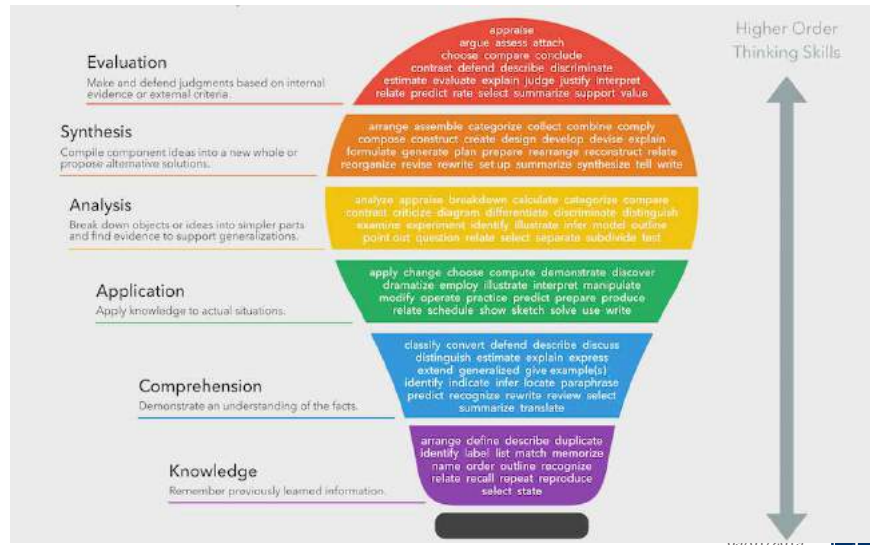 Higher Order
Thinking Skills
Evaluation
Make and defend judgments based on internal
evidence or external criteria.
appraise
argue assess attach
choose compare conclude
contrast defend describe discriminate
estimate evaluate explain judge justify interpret
relate predict rate select summarize support value
Synthesis
Compile component ideas into a new whole or
propose alternative solutions.
arrange assemble categorize collect combine comply
compose construct create design develop devise explain
formulate generate plan prepare rearrange reconstruct relate
reorganize revise rewrite set up summarize synthesize tell write
Analysis
Break down objects or ideas into simpler parts
and find evidence to support generalizations.
analyze appraise breakdown calculate categorize compare
contrast criticize diagram differentiate discriminate distinguish
examine experiment identify illustrate infer model outline
point out question relate select separate subdivide test
Application
Apply knowledge to actual situations.
apply change choose compute demonstrate discover
dramatize employ illustrate interpret manipulate
modify operate practice predict prepare produce
relate schedule show sketch solve use write
Comprehension
Demonstrate an understanding of the facts.
classify convert defend describe discuss
distinguish estimate explain express
extend generalized give example(s)
identify indicate infer locate paraphrase
predict recognize rewrite review select
summarize translate
Knowledge
Remember previously learned information.
arrange define describe duplicate
identify label list match memorize
name order outline recognize
relate recall repeat reproduce
select state